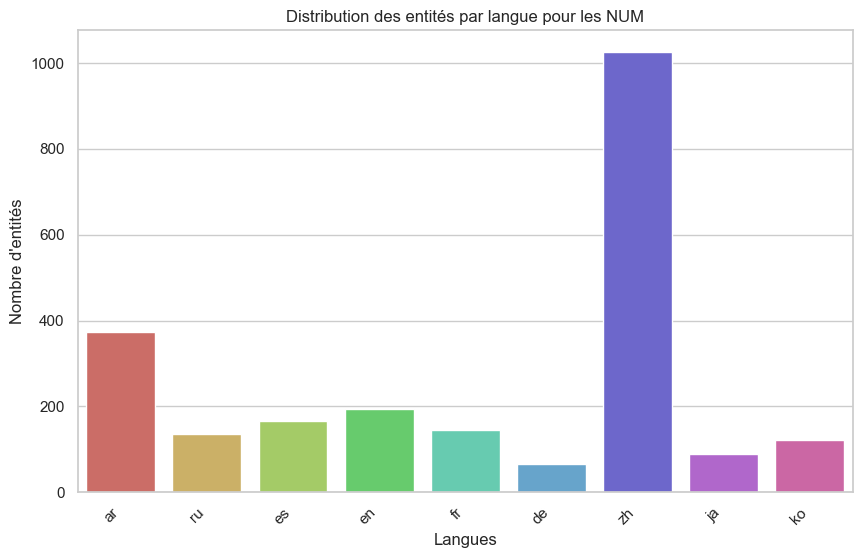 Distribution des entités par langue pour les NUM
Nombre d'entités
1000
800
600
400
200
0
ar
ru
es
en
fr
de
zh
ja
ko
Langues